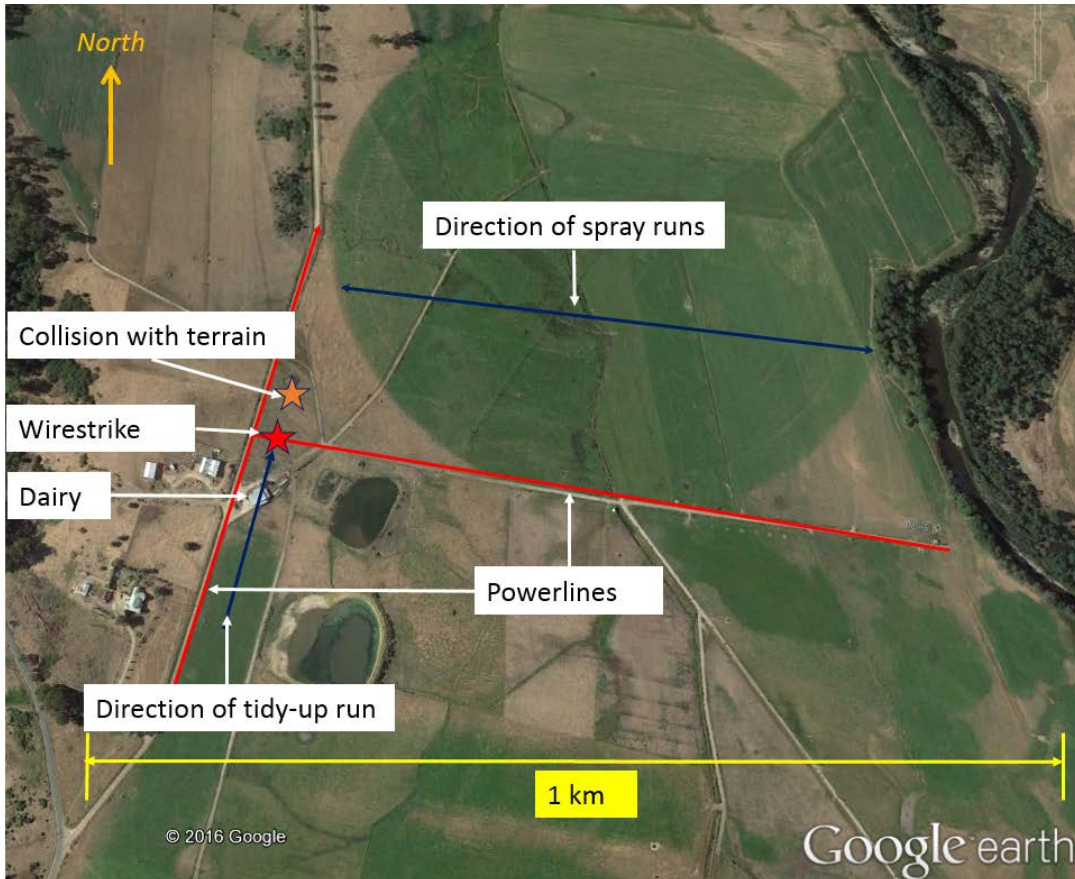 North
Direction of spray runs
Collision with terrain
Wirestrike
Dairy
Powerlines
Direction of tidy-up run
1 km
© 2016 Google
Google earth